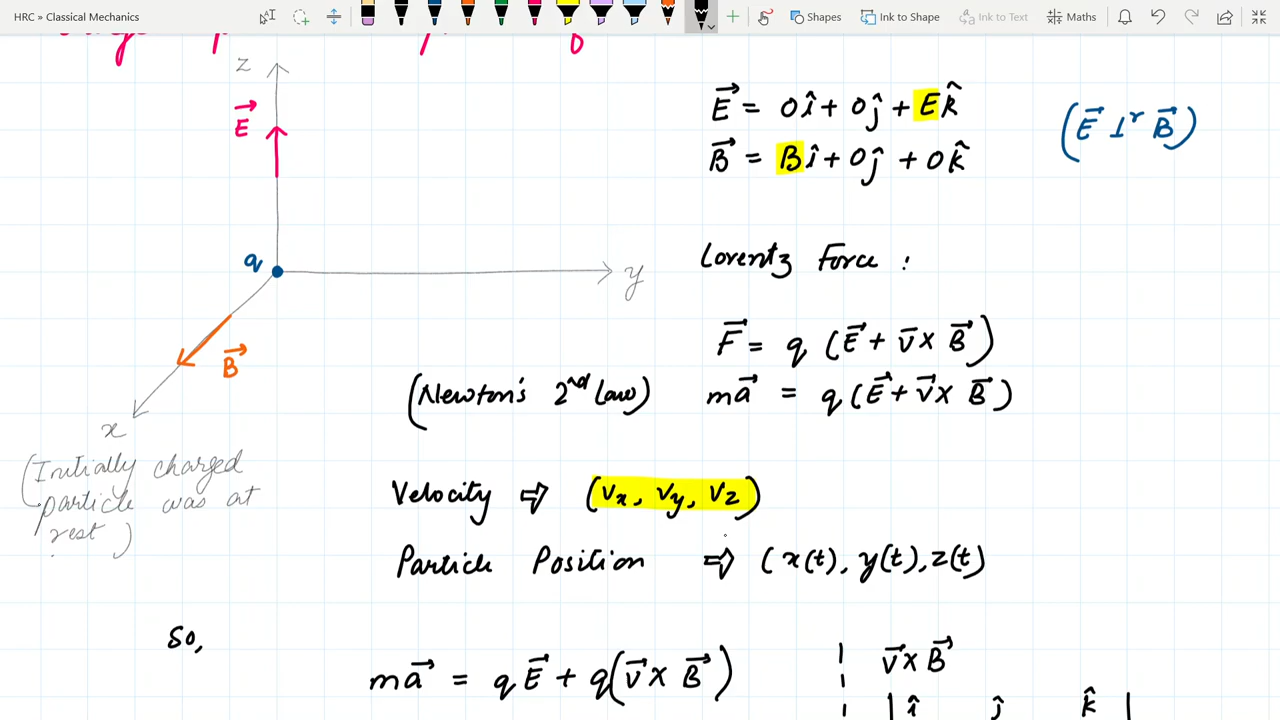 HRC » Classical Mechanics
Shapes Ink to Shape Ink to Text Maths
z
E⃗
q
y
B⃗
x
(Initially charged
particle was at
rest)
E⃗ = 0î + 0ĵ + Ek̂
(E⃗ ⊥ʳ B⃗)
B⃗ = Bî + 0ĵ + 0k̂
Lorentz Force :
F⃗ = q (E⃗ + v⃗ × B⃗)
(Newton's 2nd Law) ma⃗ = q (E⃗ + v⃗ × B⃗)
Velocity ⇨ (vx, vy, vz)
Particle Position ⇨ (x(t), y(t), z(t)
So,
ma⃗ = qE⃗ + q(v⃗ × B⃗)
v⃗ × B⃗
î ĵ k̂